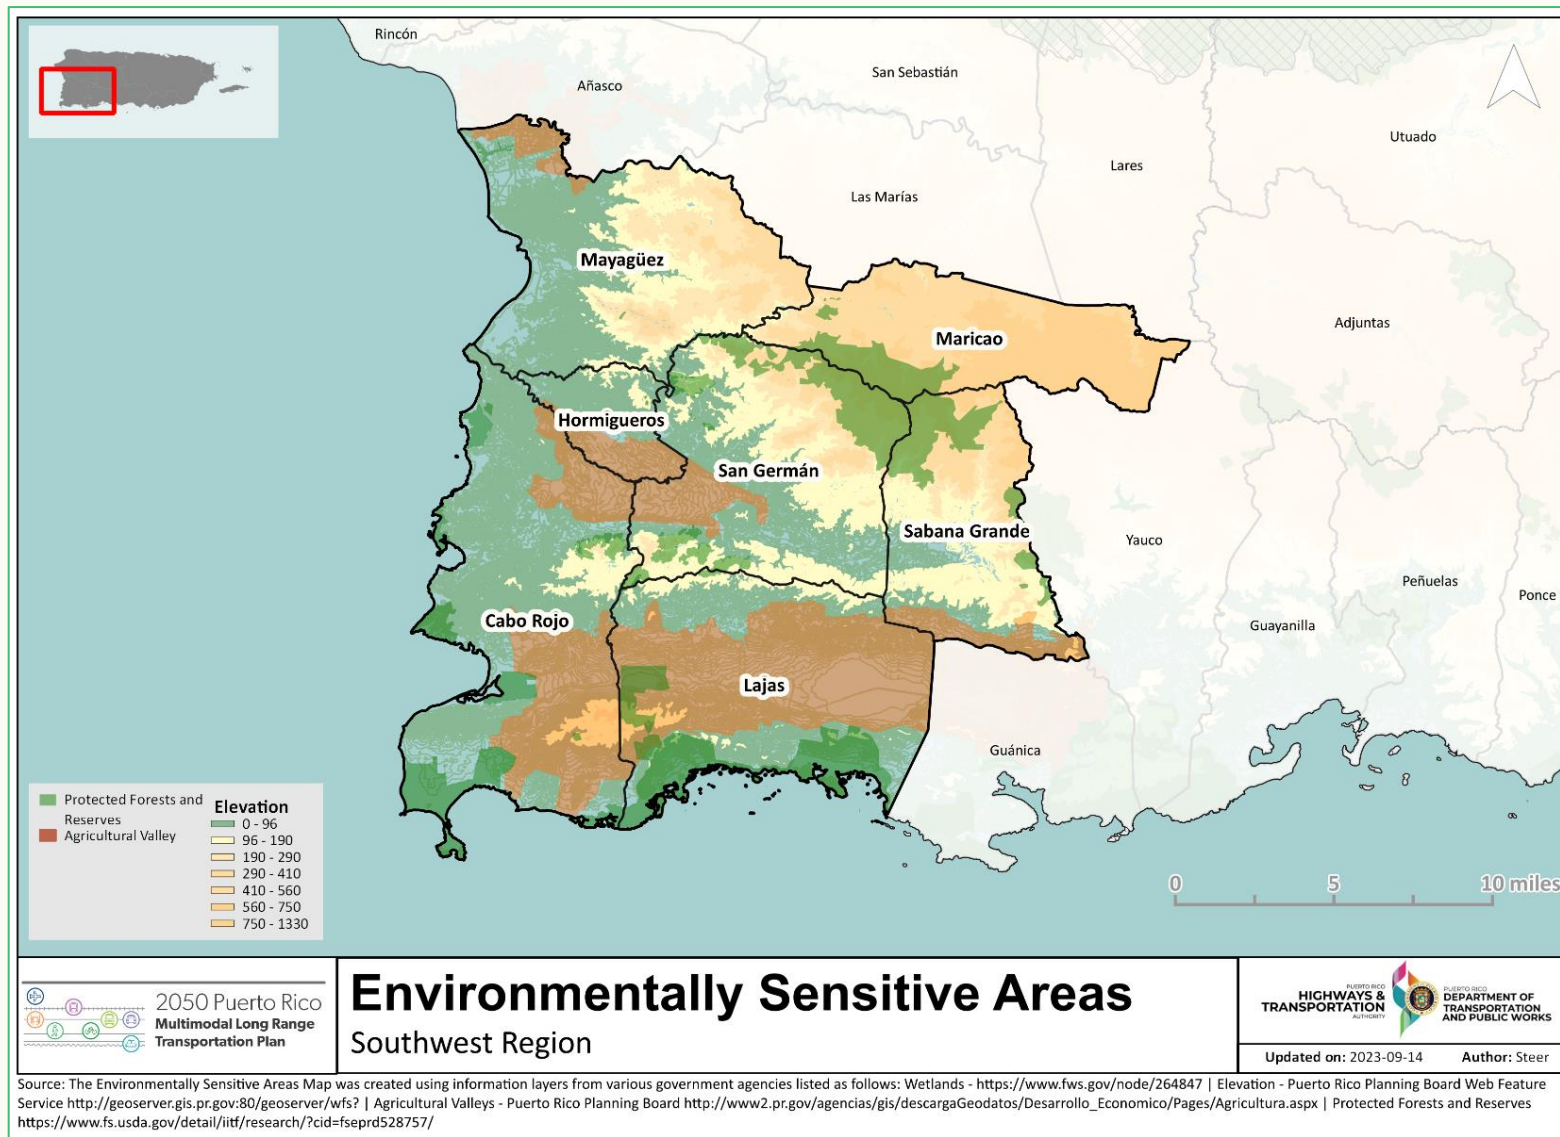 Rincón
Añasco
San Sebastián
Utuado
Lares
Las Marías
Mayagüez
Maricao
Adjuntas
Hormigueros
San Germán
Sabana Grande
Yauco
Peñuelas
Ponce
Cabo Rojo
Guayanilla
Lajas
Guánica
Protected Forests and
Reserves
Agricultural Valley
Elevation
0 - 96
96 - 190
190 - 290
290 - 410
410 - 560
560 - 750
750 - 1330
0 5 10 miles
2050 Puerto Rico
Multimodal Long Range
Transportation Plan
Environmentally Sensitive Areas
Southwest Region
PUERTO RICO
HIGHWAYS &
TRANSPORTATION
AUTHORITY
PUERTO RICO
DEPARTMENT OF
TRANSPORTATION
AND PUBLIC WORKS
Updated on: 2023-09-14 Author: Steer
Source: The Environmentally Sensitive Areas Map was created using information layers from various government agencies listed as follows: Wetlands - https://www.fws.gov/node/264847 | Elevation - Puerto Rico Planning Board Web Feature
Service http://geoserver.gis.pr.gov:80/geoserver/wfs? | Agricultural Valleys - Puerto Rico Planning Board http://www2.pr.gov/agencias/gis/descargaGeodatos/Desarrollo_Economico/Pages/Agricultura.aspx | Protected Forests and Reserves
https://www.fs.usda.gov/detail/iitf/research/?cid=fseprd528757/